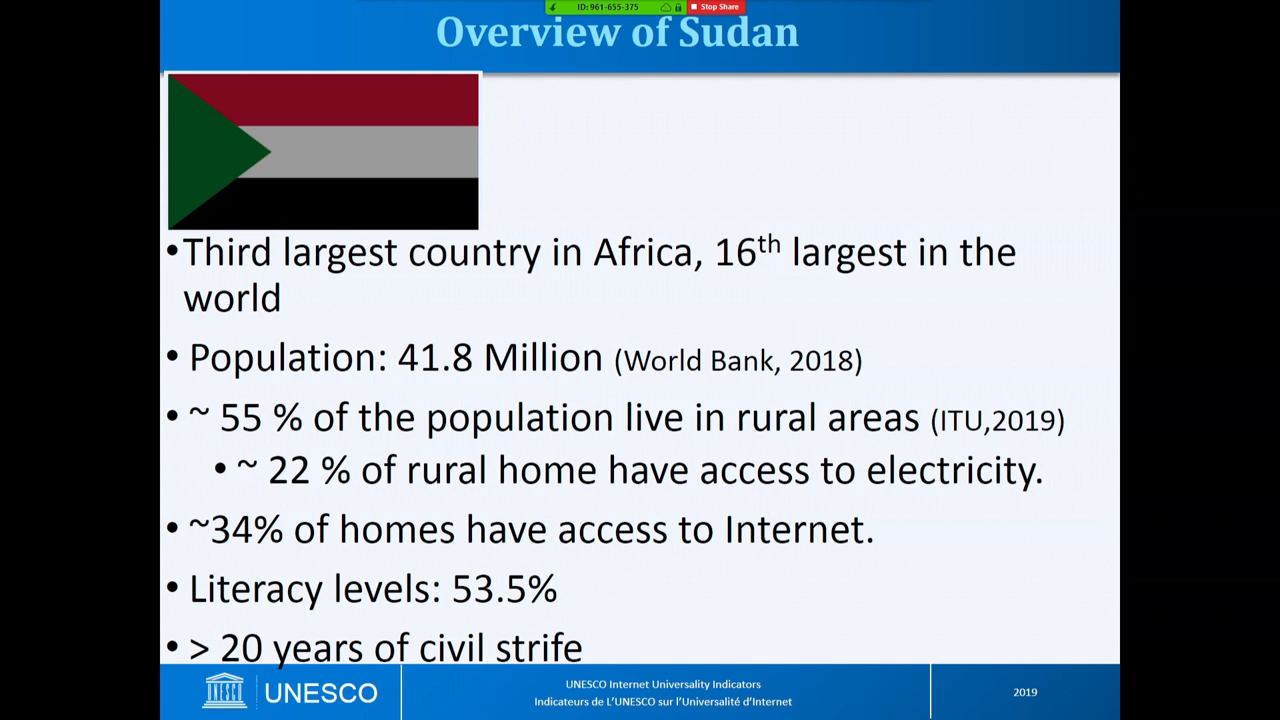 ID: 961-655-375
Stop Share
Overview of Sudan
•Third largest country in Africa, 16th largest in the
world
• Population: 41.8 Million (World Bank, 2018)
• ~ 55 % of the population live in rural areas (ITU,2019)
• ~ 22 % of rural home have access to electricity.
• ~34% of homes have access to Internet.
• Literacy levels: 53.5%
• > 20 years of civil strife
UNESCO
UNESCO
UNESCO Internet Universality Indicators
Indicateurs de L’UNESCO sur l’Universalité d’Internet
2019